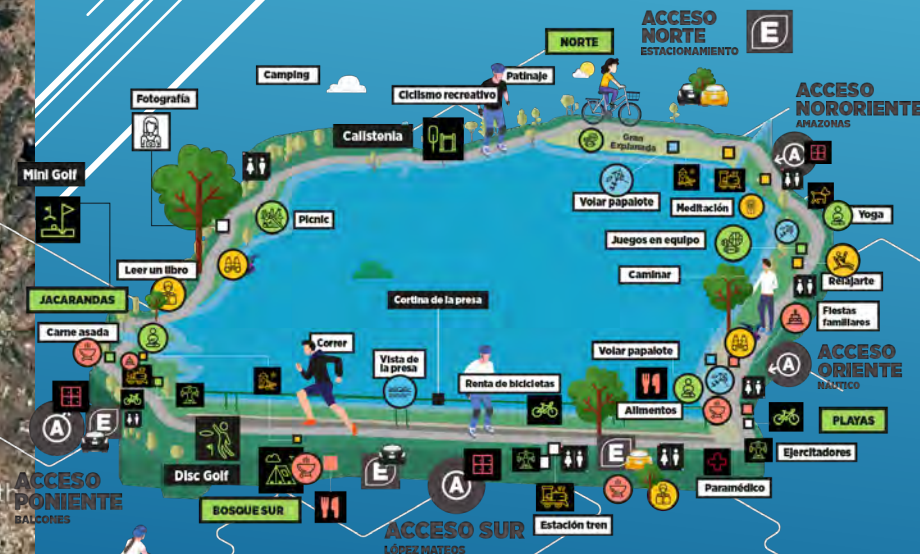 ACCESO
NORTE
ESTACIONAMIENTO
E
NORTE
Camping
Patinaje
Ciclismo recreativo
Fotografía
Calistenia
ACCESO
NORORIENTE
AMAZONAS
A
Gran
Explanada
Mini Golf
Volar papalote
Meditación
Yoga
Picnic
Juegos en equipo
Caminar
Leer un libro
Relajarte
JACARANDAS
Cortina de la presa
Fiestas
familiares
Carne asada
Correr
Vista de
la presa
Volar papalote
ACCESO
ORIENTE
NÁUTICO
A
Renta de bicicletas
Alimentos
PLAYAS
A
E
Ejercitadores
Disc Golf
E
E
Paramédico
ACCESO
PONIENTE
BALCONES
A
BOSQUE SUR
ACCESO SUR
LÓPEZ MATEOS
Estación tren